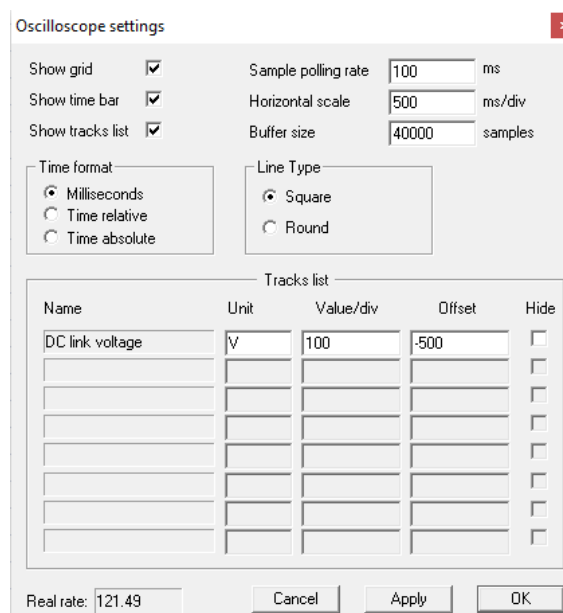 Oscilloscope settings
Show grid
Sample polling rate 100 ms
Show time bar
Horizontal scale 500 ms/div
Show tracks list
Buffer size 40000 samples
Time format
Milliseconds
Time relative
Time absolute
Line Type
Square
Round
Tracks list
Name Unit Value/div Offset Hide
DC link voltage V 100 -500
Real rate: 121.49
Cancel Apply OK